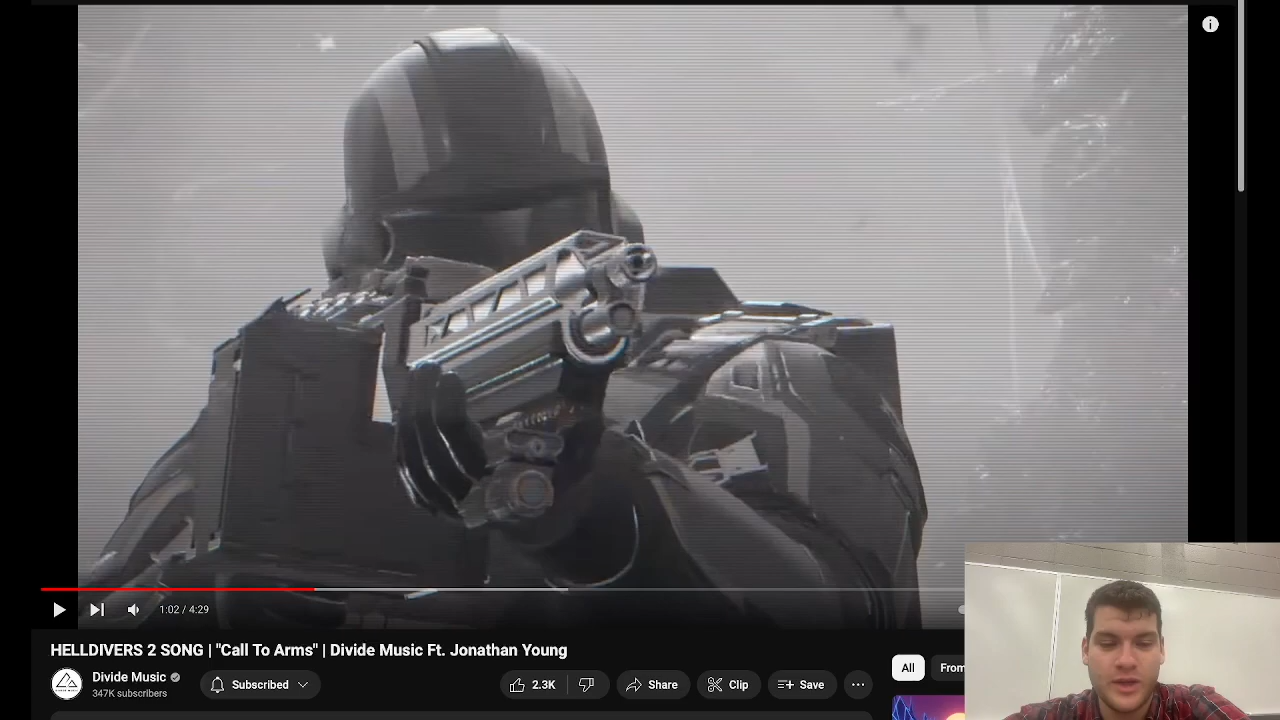 1:02 / 4:29
HELLDIVERS 2 SONG | "Call To Arms" | Divide Music Ft. Jonathan Young
Divide Music
347K subscribers
Subscribed
2.3K
Share
Clip
Save
All
From